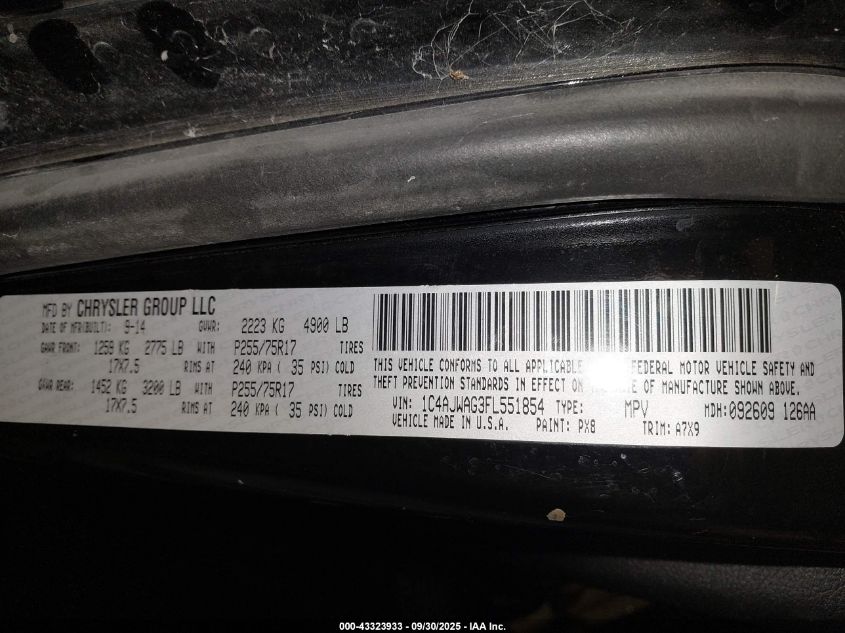 MFD BY CHRYSLER GROUP LLC
DATE OF MFR(BUILT): 9-14 GVWR: 2223 KG 4900 LB
GAWR FRONT: 1259 KG 2775 LB WITH P255/75R17 TIRES
17X7.5 RIMS AT 240 KPA ( 35 PSI) COLD
GAWR REAR: 1452 KG 3200 LB WITH P255/75R17 TIRES
17X7.5 RIMS AT 240 KPA ( 35 PSI) COLD
THIS VEHICLE CONFORMS TO ALL APPLICABLE FEDERAL MOTOR VEHICLE SAFETY AND
THEFT PREVENTION STANDARDS IN EFFECT ON OF MANUFACTURE SHOWN ABOVE.
VIN: 1C4AJWAG3FL551854 TYPE: MPV MDH: 092609 126AA
VEHICLE MADE IN U.S.A. PAINT: PX8 TRIM: A7X9
000-43323933 - 09/30/2025 - IAA Inc.